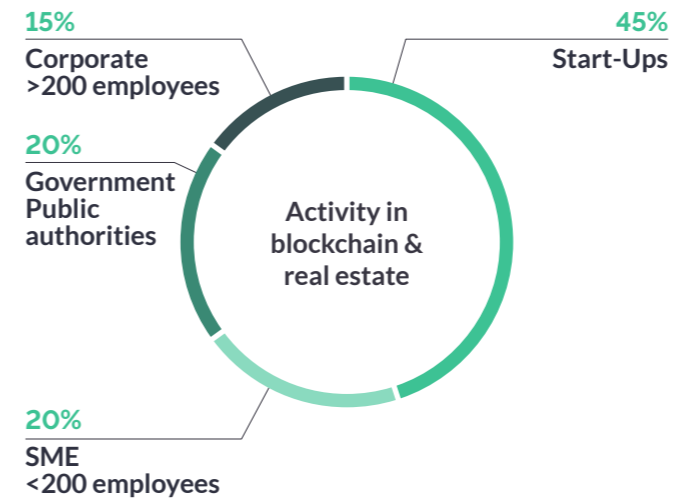 15%
Corporate
>200 employees
45%
Start-Ups
20%
Government
Public
authorities
Activity in
blockchain &
real estate
20%
SME
<200 employees